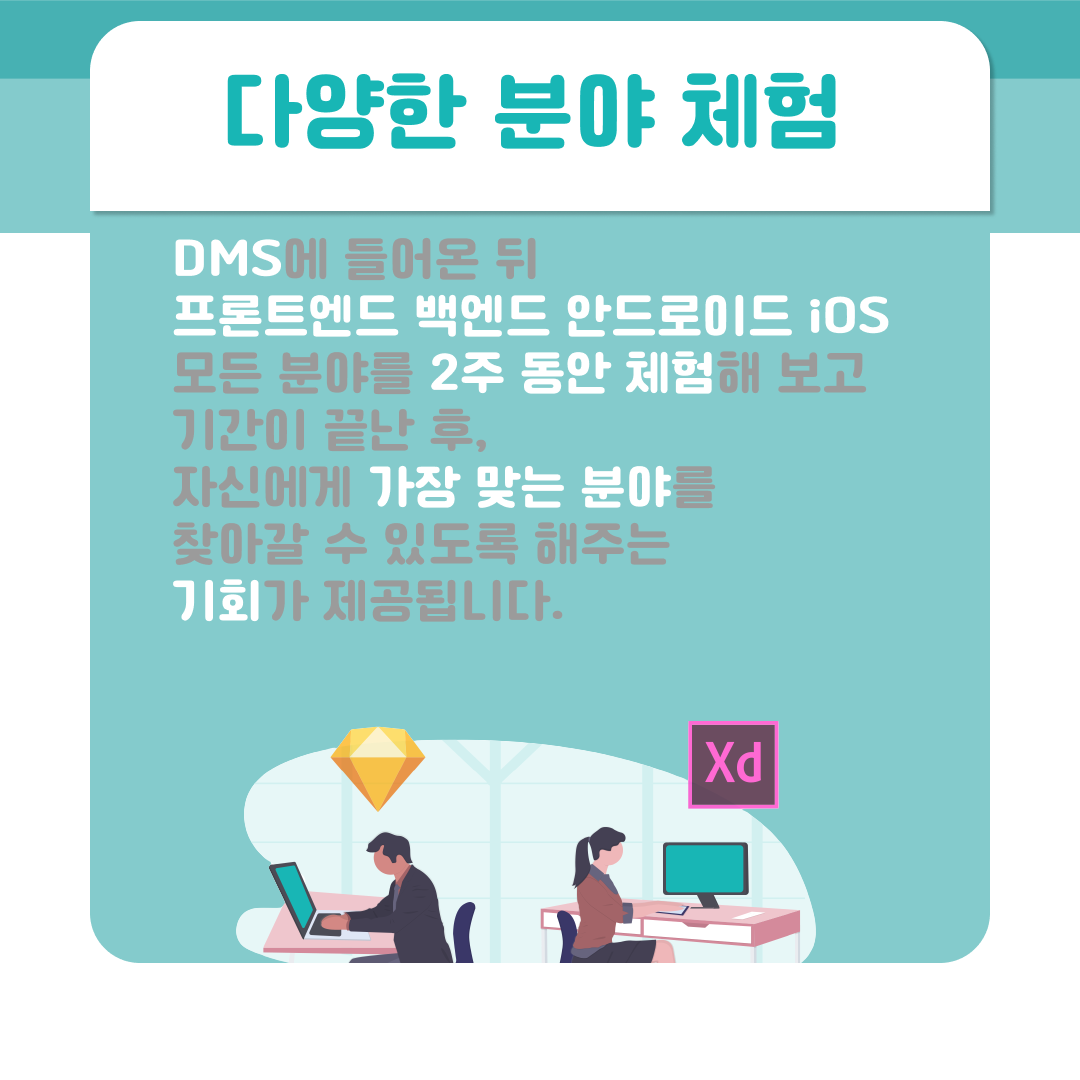 다양한 분야 체험
DMS에 들어온 뒤
프론트엔드 백엔드 안드로이드 iOS
모든 분야를 2주 동안 체험해 보고
기간이 끝난 후,
자신에게 가장 맞는 분야를
찾아갈 수 있도록 해주는
기회가 제공됩니다.
Xd